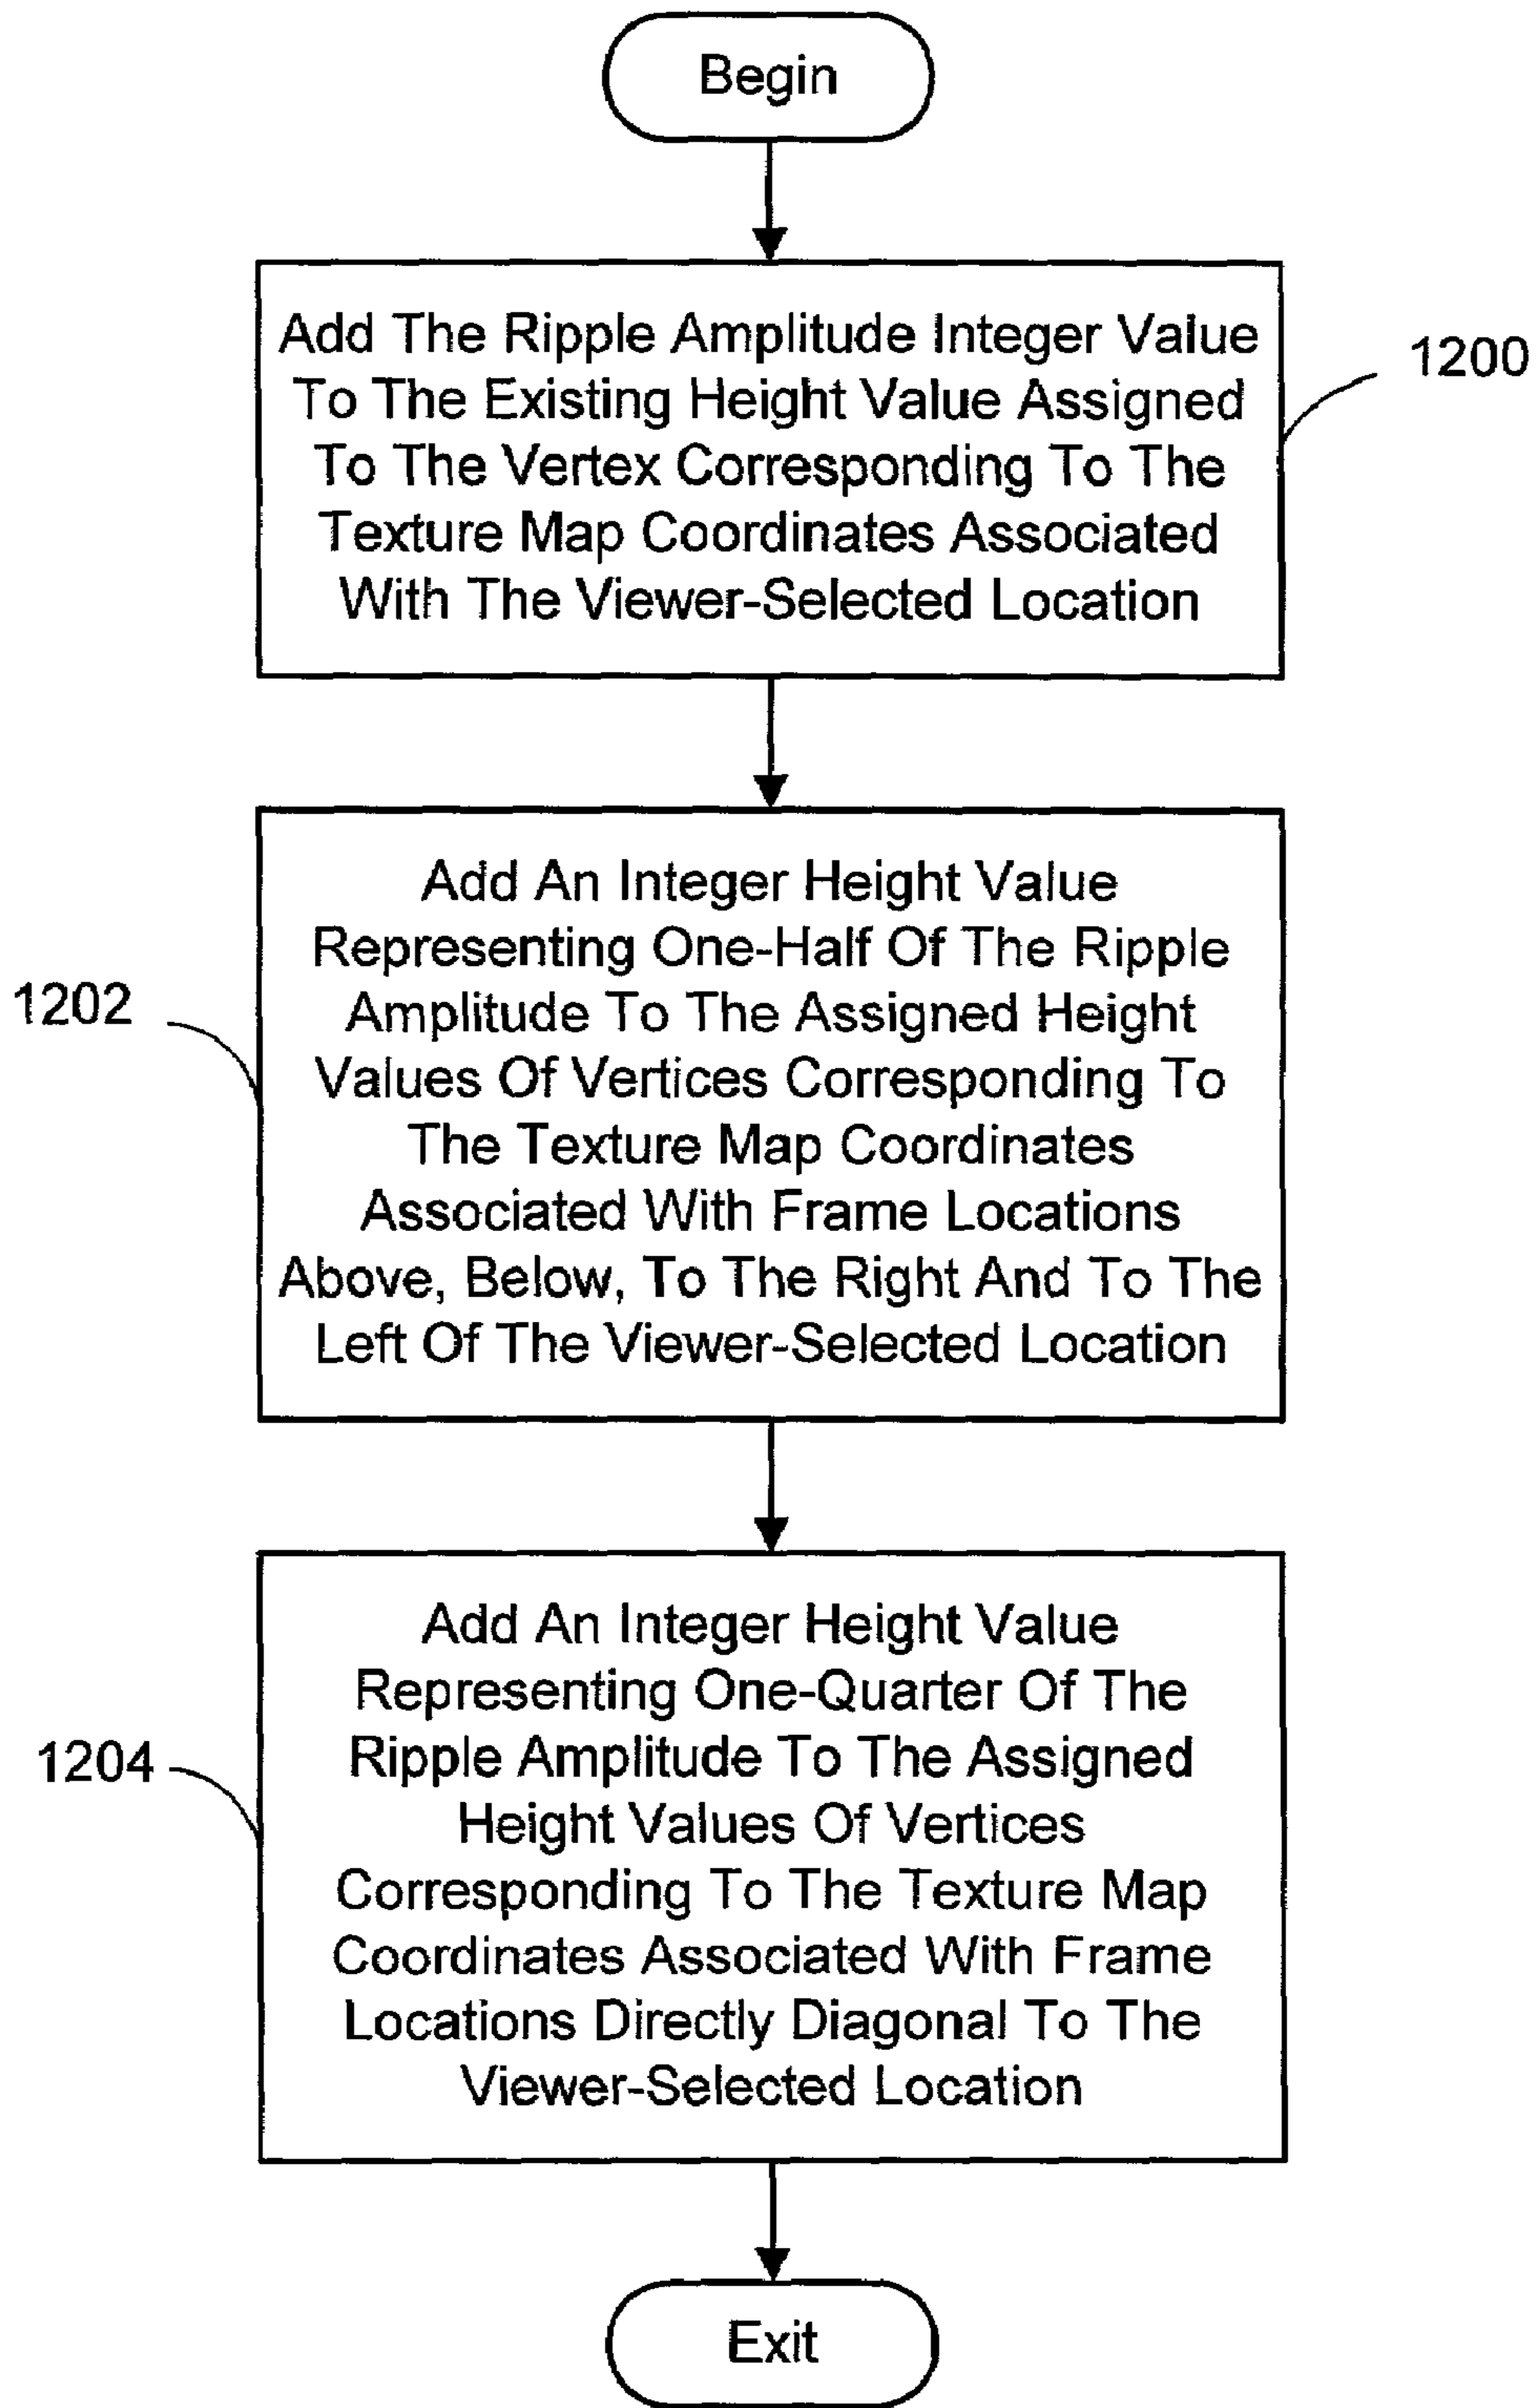 Begin
Add The Ripple Amplitude Integer Value
To The Existing Height Value Assigned
To The Vertex Corresponding To The
Texture Map Coordinates Associated
With The Viewer-Selected Location
1200
Add An Integer Height Value
Representing One-Half Of The Ripple
Amplitude To The Assigned Height
Values Of Vertices Corresponding To
The Texture Map Coordinates
Associated With Frame Locations
Above, Below, To The Right And To The
Left Of The Viewer-Selected Location
1202
Add An Integer Height Value
Representing One-Quarter Of The
Ripple Amplitude To The Assigned
Height Values Of Vertices
Corresponding To The Texture Map
Coordinates Associated With Frame
Locations Directly Diagonal To The
Viewer-Selected Location
1204
Exit